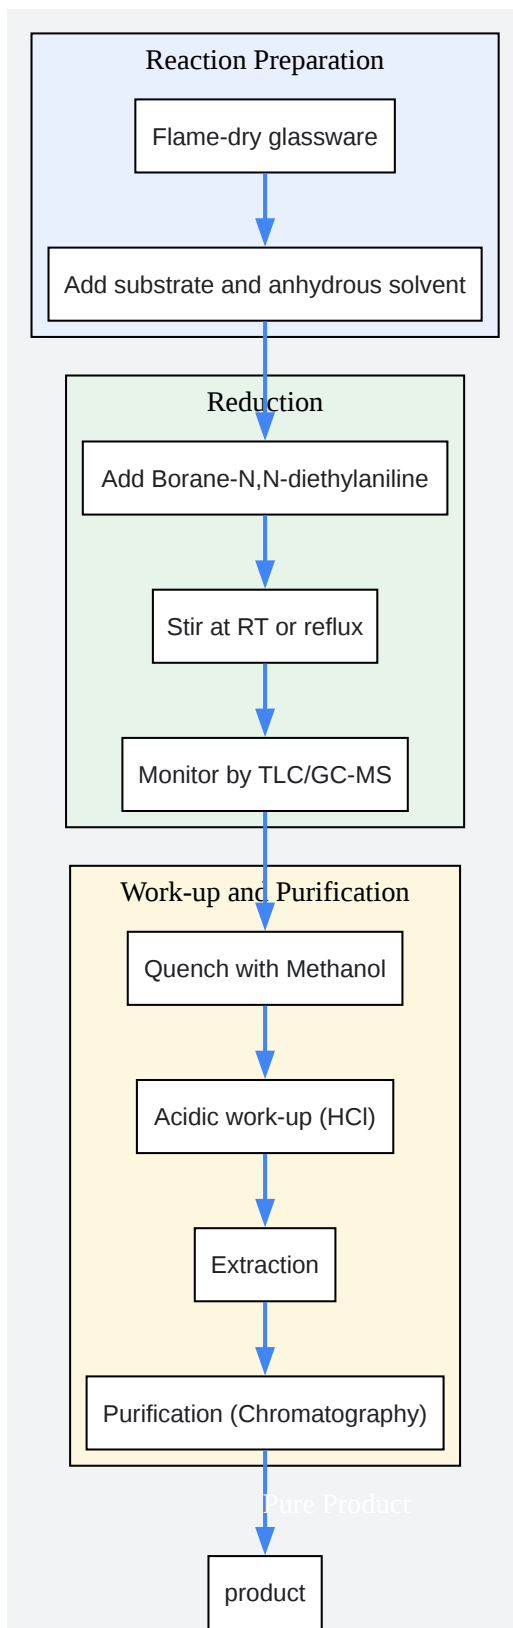 Reaction Preparation
Flame-dry glassware
Add substrate and anhydrous solvent
Reduction
Add Borane-N,N-diethylaniline
Stir at RT or reflux
Monitor by TLC/GC-MS
Work-up and Purification
Quench with Methanol
Acidic work-up (HCl)
Extraction
Purification (Chromatography)
Pure Product
product